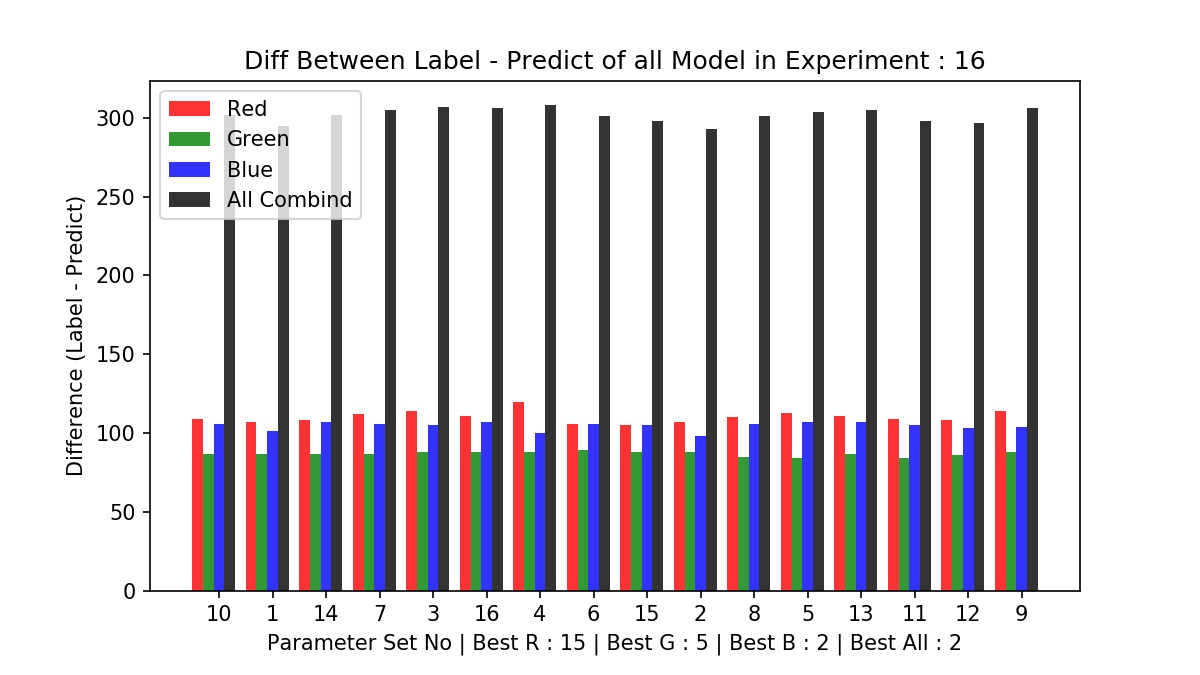 Diff Between Label - Predict of all Model in Experiment : 16
Red
Green
Blue
All Combind
Difference (Label - Predict)
300
250
200
150
100
50
0
10 1 14 7 3 16 4 6 15 2 8 5 13 11 12 9
Parameter Set No | Best R : 15 | Best G : 5 | Best B : 2 | Best All : 2